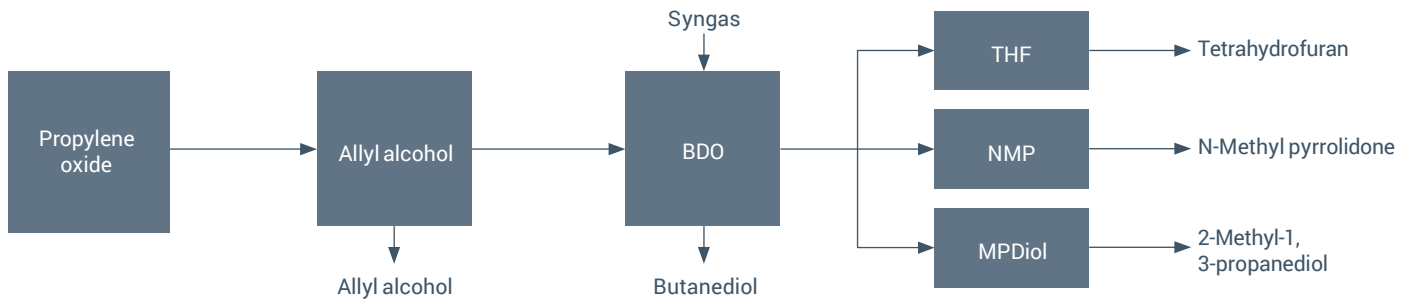 Syngas
Propylene
oxide
Allyl alcohol
Allyl alcohol
BDO
Butanediol
THF
Tetrahydrofuran
NMP
N-Methyl pyrrolidone
MPDiol
2-Methyl-1,
3-propanediol